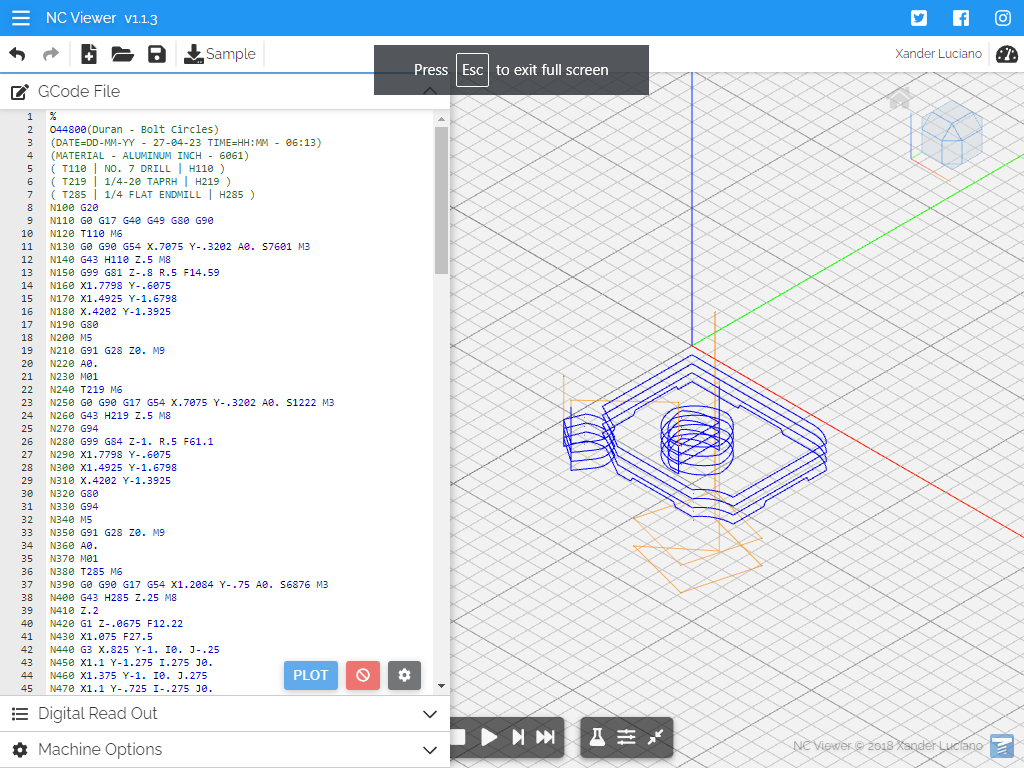 NC Viewer v1.1.3
Sample
Press Esc to exit full screen
Xander Luciano
GCode File
1 %
2 O44800(Duran - Bolt Circles)
3 (DATE=DD-MM-YY - 27-04-23 TIME=HH:MM - 06:13)
4 (MATERIAL - ALUMINUM INCH - 6061)
5 ( T110 | NO. 7 DRILL | H110 )
6 ( T219 | 1/4-20 TAPRH | H219 )
7 ( T285 | 1/4 FLAT ENDMILL | H285 )
8 N100 G20
9 N110 G0 G17 G40 G49 G80 G90
10 N120 T110 M6
11 N130 G0 G90 G54 X.7075 Y-.3202 A0. S7601 M3
12 N140 G43 H110 Z.5 M8
13 N150 G99 G81 Z-.8 R.5 F14.59
14 N160 X1.7798 Y-.6075
15 N170 X1.4925 Y-1.6798
16 N180 X.4202 Y-1.3925
17 N190 G80
18 N200 M5
19 N210 G91 G28 Z0. M9
20 N220 A0.
21 N230 M01
22 N240 T219 M6
23 N250 G0 G90 G17 G54 X.7075 Y-.3202 A0. S1222 M3
24 N260 G43 H219 Z.5 M8
25 N270 G94
26 N280 G99 G84 Z-1. R.5 F61.1
27 N290 X1.7798 Y-.6075
28 N300 X1.4925 Y-1.6798
29 N310 X.4202 Y-1.3925
30 N320 G80
31 N330 G94
32 N340 M5
33 N350 G91 G28 Z0. M9
34 N360 A0.
35 N370 M01
36 N380 T285 M6
37 N390 G0 G90 G17 G54 X1.2084 Y-.75 A0. S6876 M3
38 N400 G43 H285 Z.25 M8
39 N410 Z.2
40 N420 G1 Z-.0675 F12.22
41 N430 X1.075 F27.5
42 N440 G3 X.825 Y-1. I0. J-.25
43 N450 X1.1 Y-1.275 I.275 J0.
44 N460 X1.375 Y-1. I0. J.275
45 N470 X1.1 Y-.725 I-.275 J0.
PLOT
Digital Read Out
Machine Options
NC Viewer © 2018 Xander Luciano